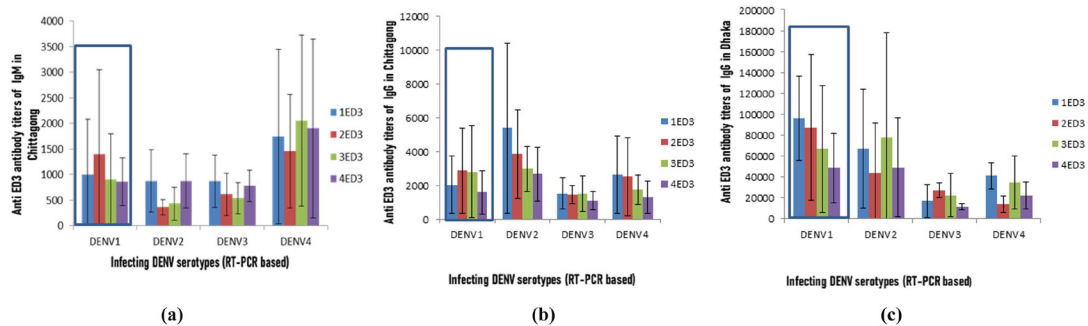 Anti ED3 antibody titers of IgM in
Chittagong
4000
3500
3000
2500
2000
1500
1000
500
0
DENV1 DENV2 DENV3 DENV4
Infecting DENV serotypes (RT-PCR based)
1ED3
2ED3
3ED3
4ED3
(a)
Anti ED3 antibody titers of IgG in Chittagong
12000
10000
8000
6000
4000
2000
0
DENV1 DENV2 DENV3 DENV4
Infecting DENV serotypes (RT-PCR based)
1ED3
2ED3
3ED3
4ED3
(b)
Anti ED3 antibody titers of IgG in Dhaka
200000
180000
160000
140000
120000
100000
80000
60000
40000
20000
0
DENV1 DENV2 DENV3 DENV4
Infecting DENV serotypes (RT-PCR based)
1ED3
2ED3
3ED3
4ED3
(c)